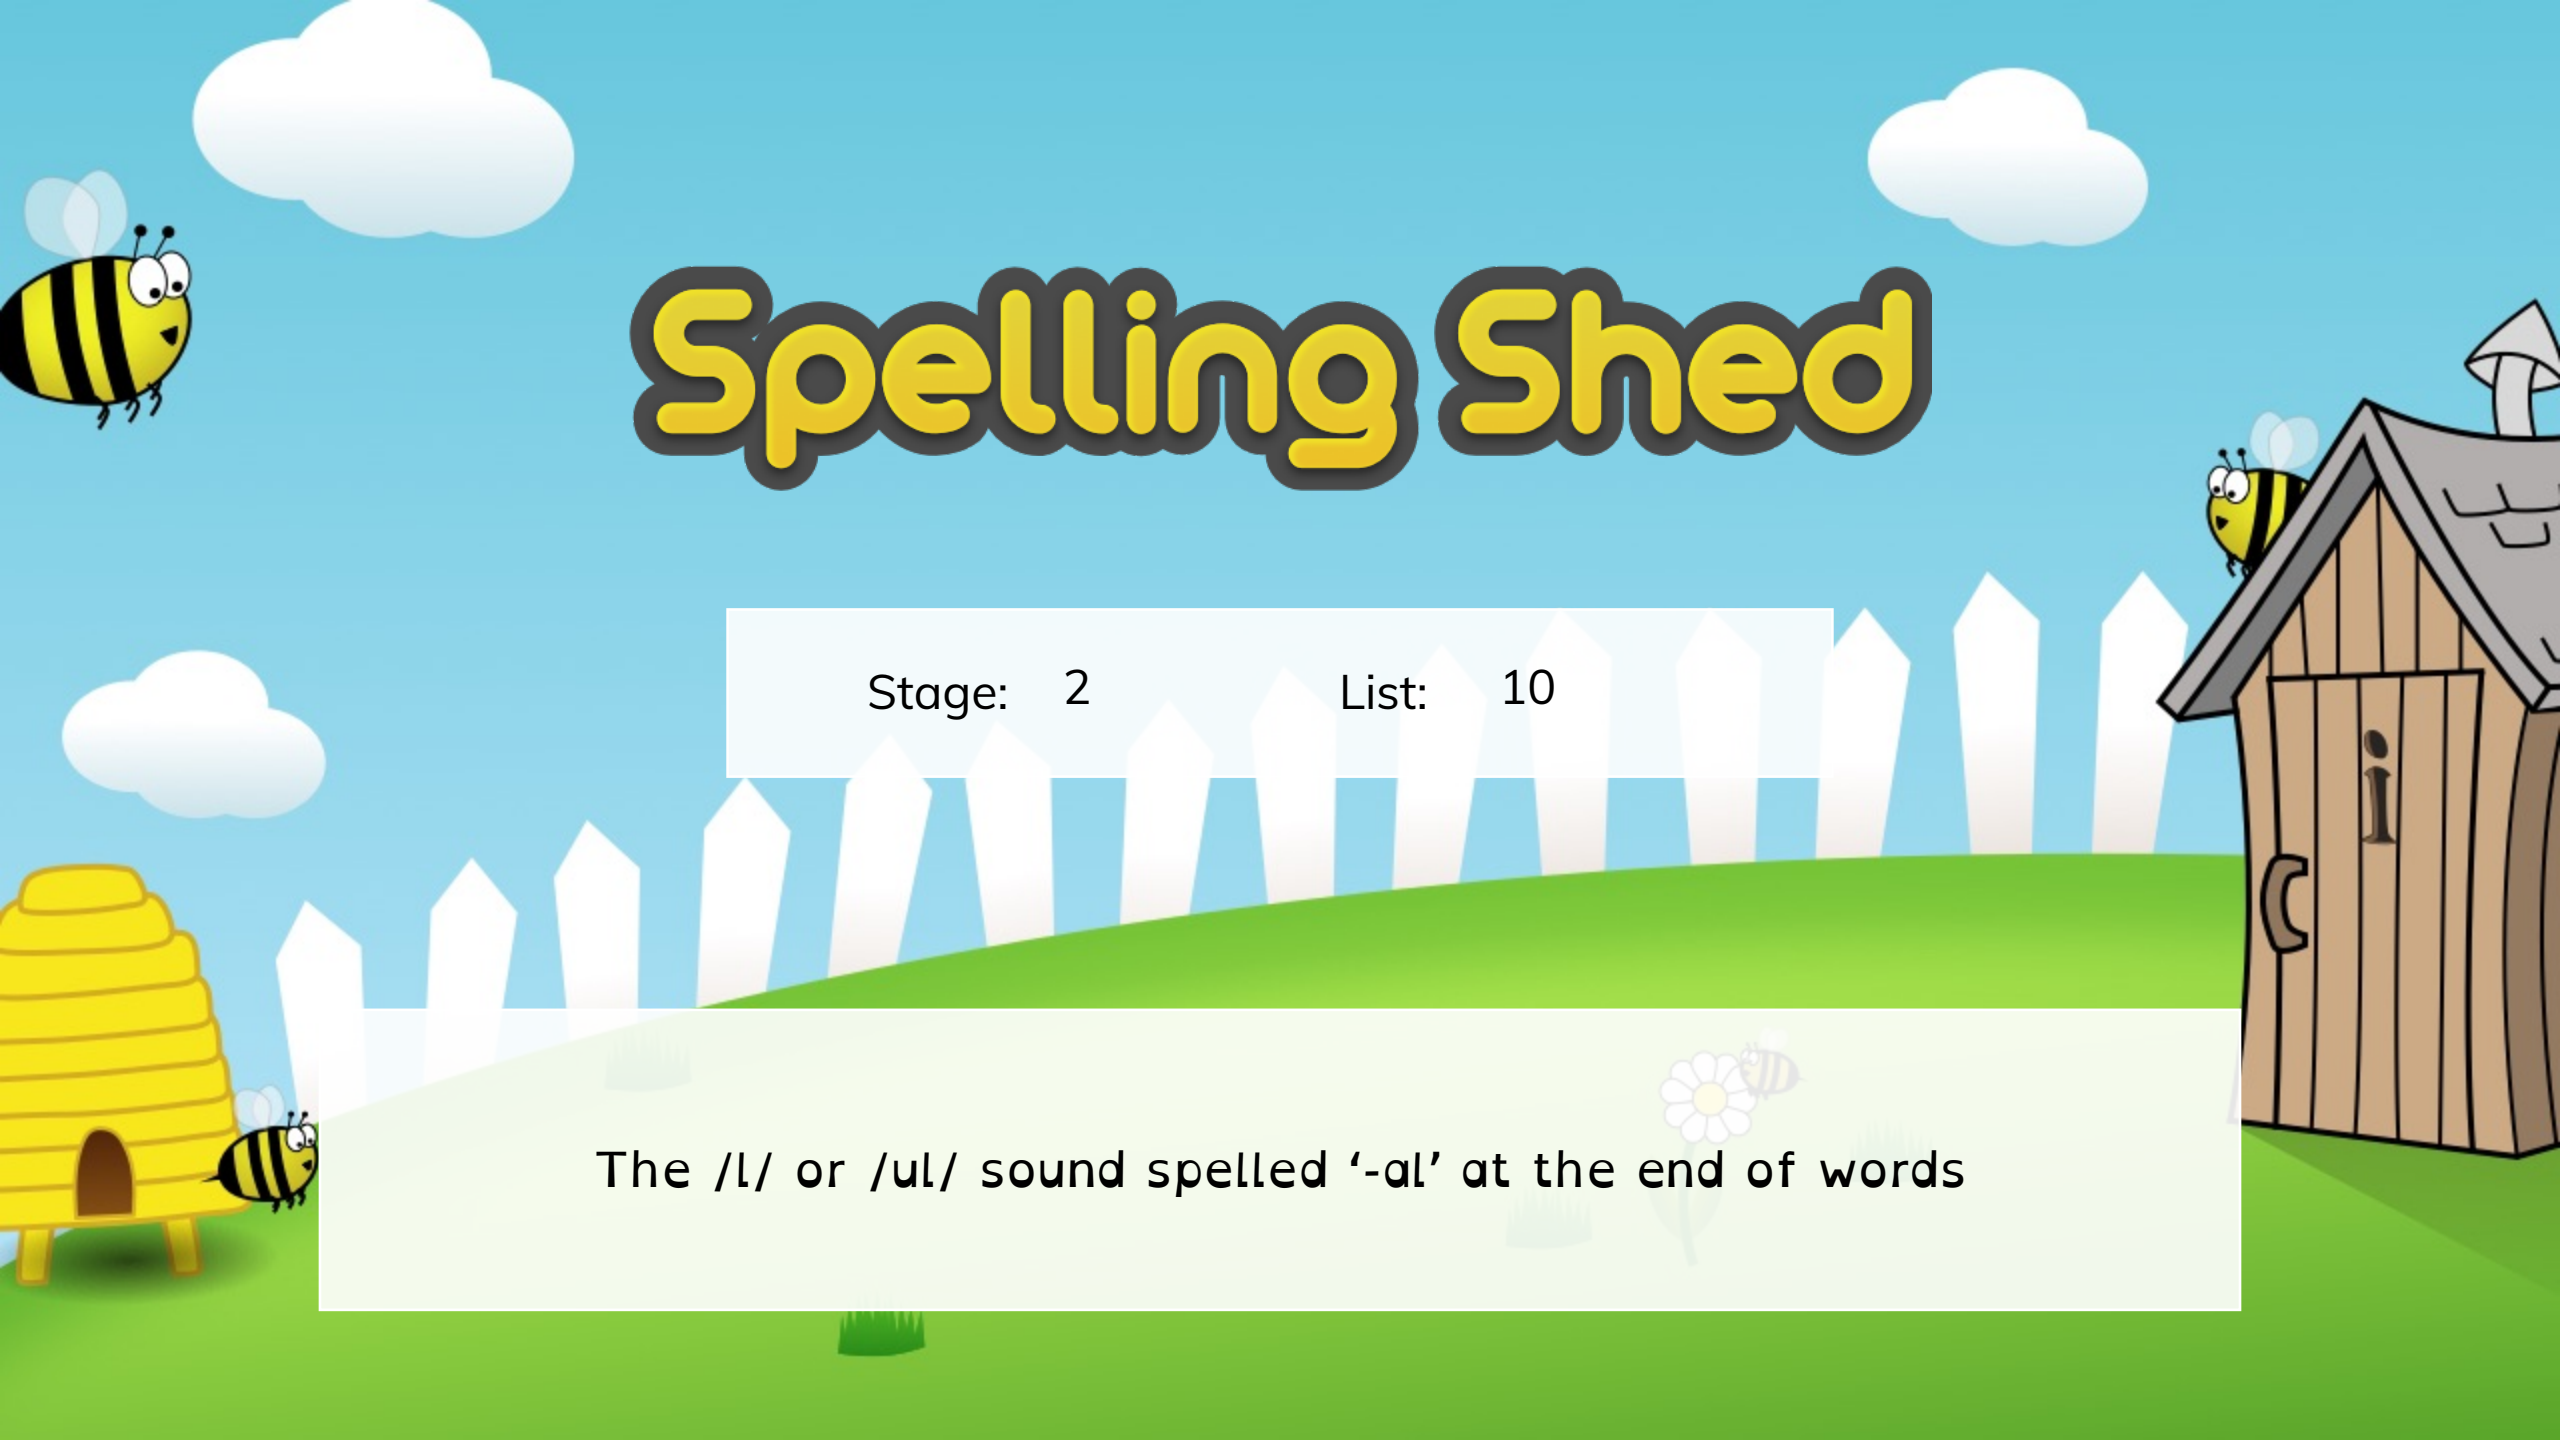 Spelling Shed
Stage: 2 List: 10
i
The /l/ or /ul/ sound spelled ‘-al’ at the end of words